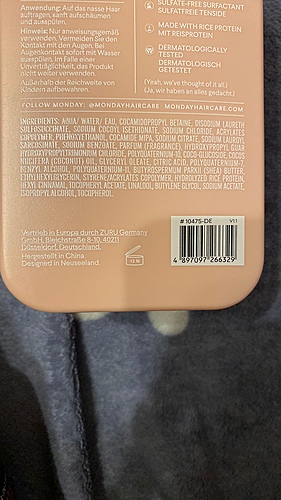 Anwendung: Auf das nasse Haar
auftragen, sanft aufschäumen
und ausspülen.
Hinweis: Nur anwendungsgemäß
verwenden. Vermeiden Sie den
Kontakt mit den Augen. Bei
Augenkontakt sofort mit Wasser
ausspülen. Im Falle einer
Unverträglichkeit, das Produkt
nicht weiter verwenden.
Außerhalb der Reichweite von
Kindern aufbewahren.
SULFATE-FREE SURFACTANT
SULFATFREIE TENSIDE
MADE WITH RICE PROTEIN
MIT REISPROTEIN
DERMATOLOGICALLY
TESTED
DERMATOLOGISCH
GETESTET
(Yeah, we've thought of it all.)
(Ja, wir haben an alles gedacht.)
FOLLOW MONDAY: @MONDAYHAIRCARE MONDAYHAIRCARE.COM
INGREDIENTS: AQUA/ WATER/ EAU, COCAMIDOPROPYL BETAINE, DISODIUM LAURETH
SULFOSUCCINATE, SODIUM COCOYL ISETHIONATE, SODIUM CHLORIDE, ACRYLATES
COPOLYMER, PHENOXYETHANOL, COCAMIDE MIPA, SODIUM CITRATE, SODIUM LAUROYL
SARCOSINATE, SODIUM BENZOATE, PARFUM (FRAGRANCE), HYDROXYPROPYL GUAR
HYDROXYPROPYLTRIMONIUM CHLORIDE, POLYQUATERNIUM-10, COCO-GLUCOSIDE, COCOS
NUCIFERA (COCONUT) OIL, GLYCERYL OLEATE, CITRIC ACID, POLYQUATERNIUM-7,
BENZYL ALCOHOL, POLYQUATERNIUM-11, BUTYROSPERMUM PARKII (SHEA) BUTTER,
ETHYLHEXYLGLYCERIN, STYRENE/ACRYLATES COPOLYMER, HYDROLYZED RICE PROTEIN,
HEXYL CINNAMAL, TOCOPHERYL ACETATE, LINALOOL, BUTYLENE GLYCOL, SODIUM ACETATE,
ISOPROPYL ALCOHOL, TOCOPHEROL.
Vertrieb in Europa durch ZURU Germany
GmbH, Bleichstraße 8-10, 40211
Düsseldorf, Deutschland.
Hergestellt in China.
Designed in Neuseeland.
12 M
# 10475-DE V1.1
4 897097 266329